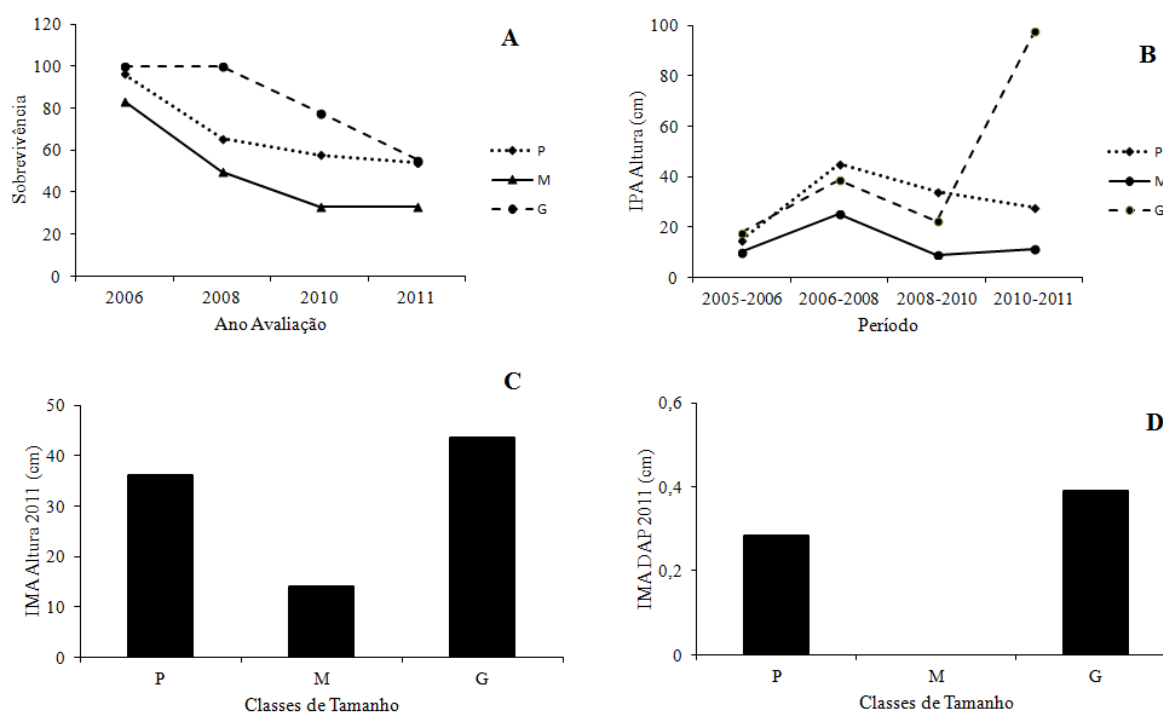 A
Sobrevivência
120
100
80
60
40
20
0
2006 2008 2010 2011
Ano Avaliação
P
M
G
B
IPA Altura (cm)
100
80
60
40
20
0
2005-2006 2006-2008 2008-2010 2010-2011
Período
P
M
G
C
IMA Altura 2011 (cm)
50
40
30
20
10
0
P M G
Classes de Tamanho
D
IMA DAP 2011 (cm)
0,6
0,4
0,2
0
P M G
Classes de Tamanho